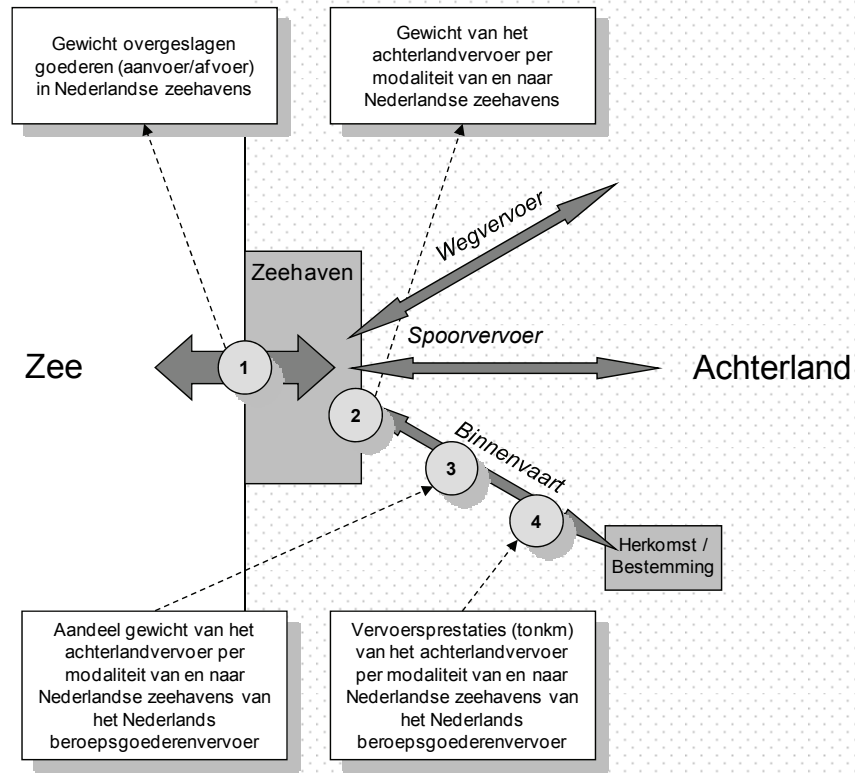 Gewicht overgeslagen
goederen (aanvoer/afvoer)
in Nederlandse zeehavens
Gewicht van het
achterlandvervoer per
modaliteit van en naar
Nederlandse zeehavens
Wegvervoer
Zeehaven
Spoorvervoer
Zee
1
Achterland
2
Binnenvaart
3
4
Herkomst /
Bestemming
Aandeel gewicht van het
achterlandvervoer per
modaliteit van en naar
Nederlandse zeehavens van
het Nederlands
beroepsgoederenvervoer
Vervoersprestaties (tonkm)
van het achterlandvervoer
per modaliteit van en naar
Nederlandse zeehavens van
het Nederlands
beroepsgoederenvervoer